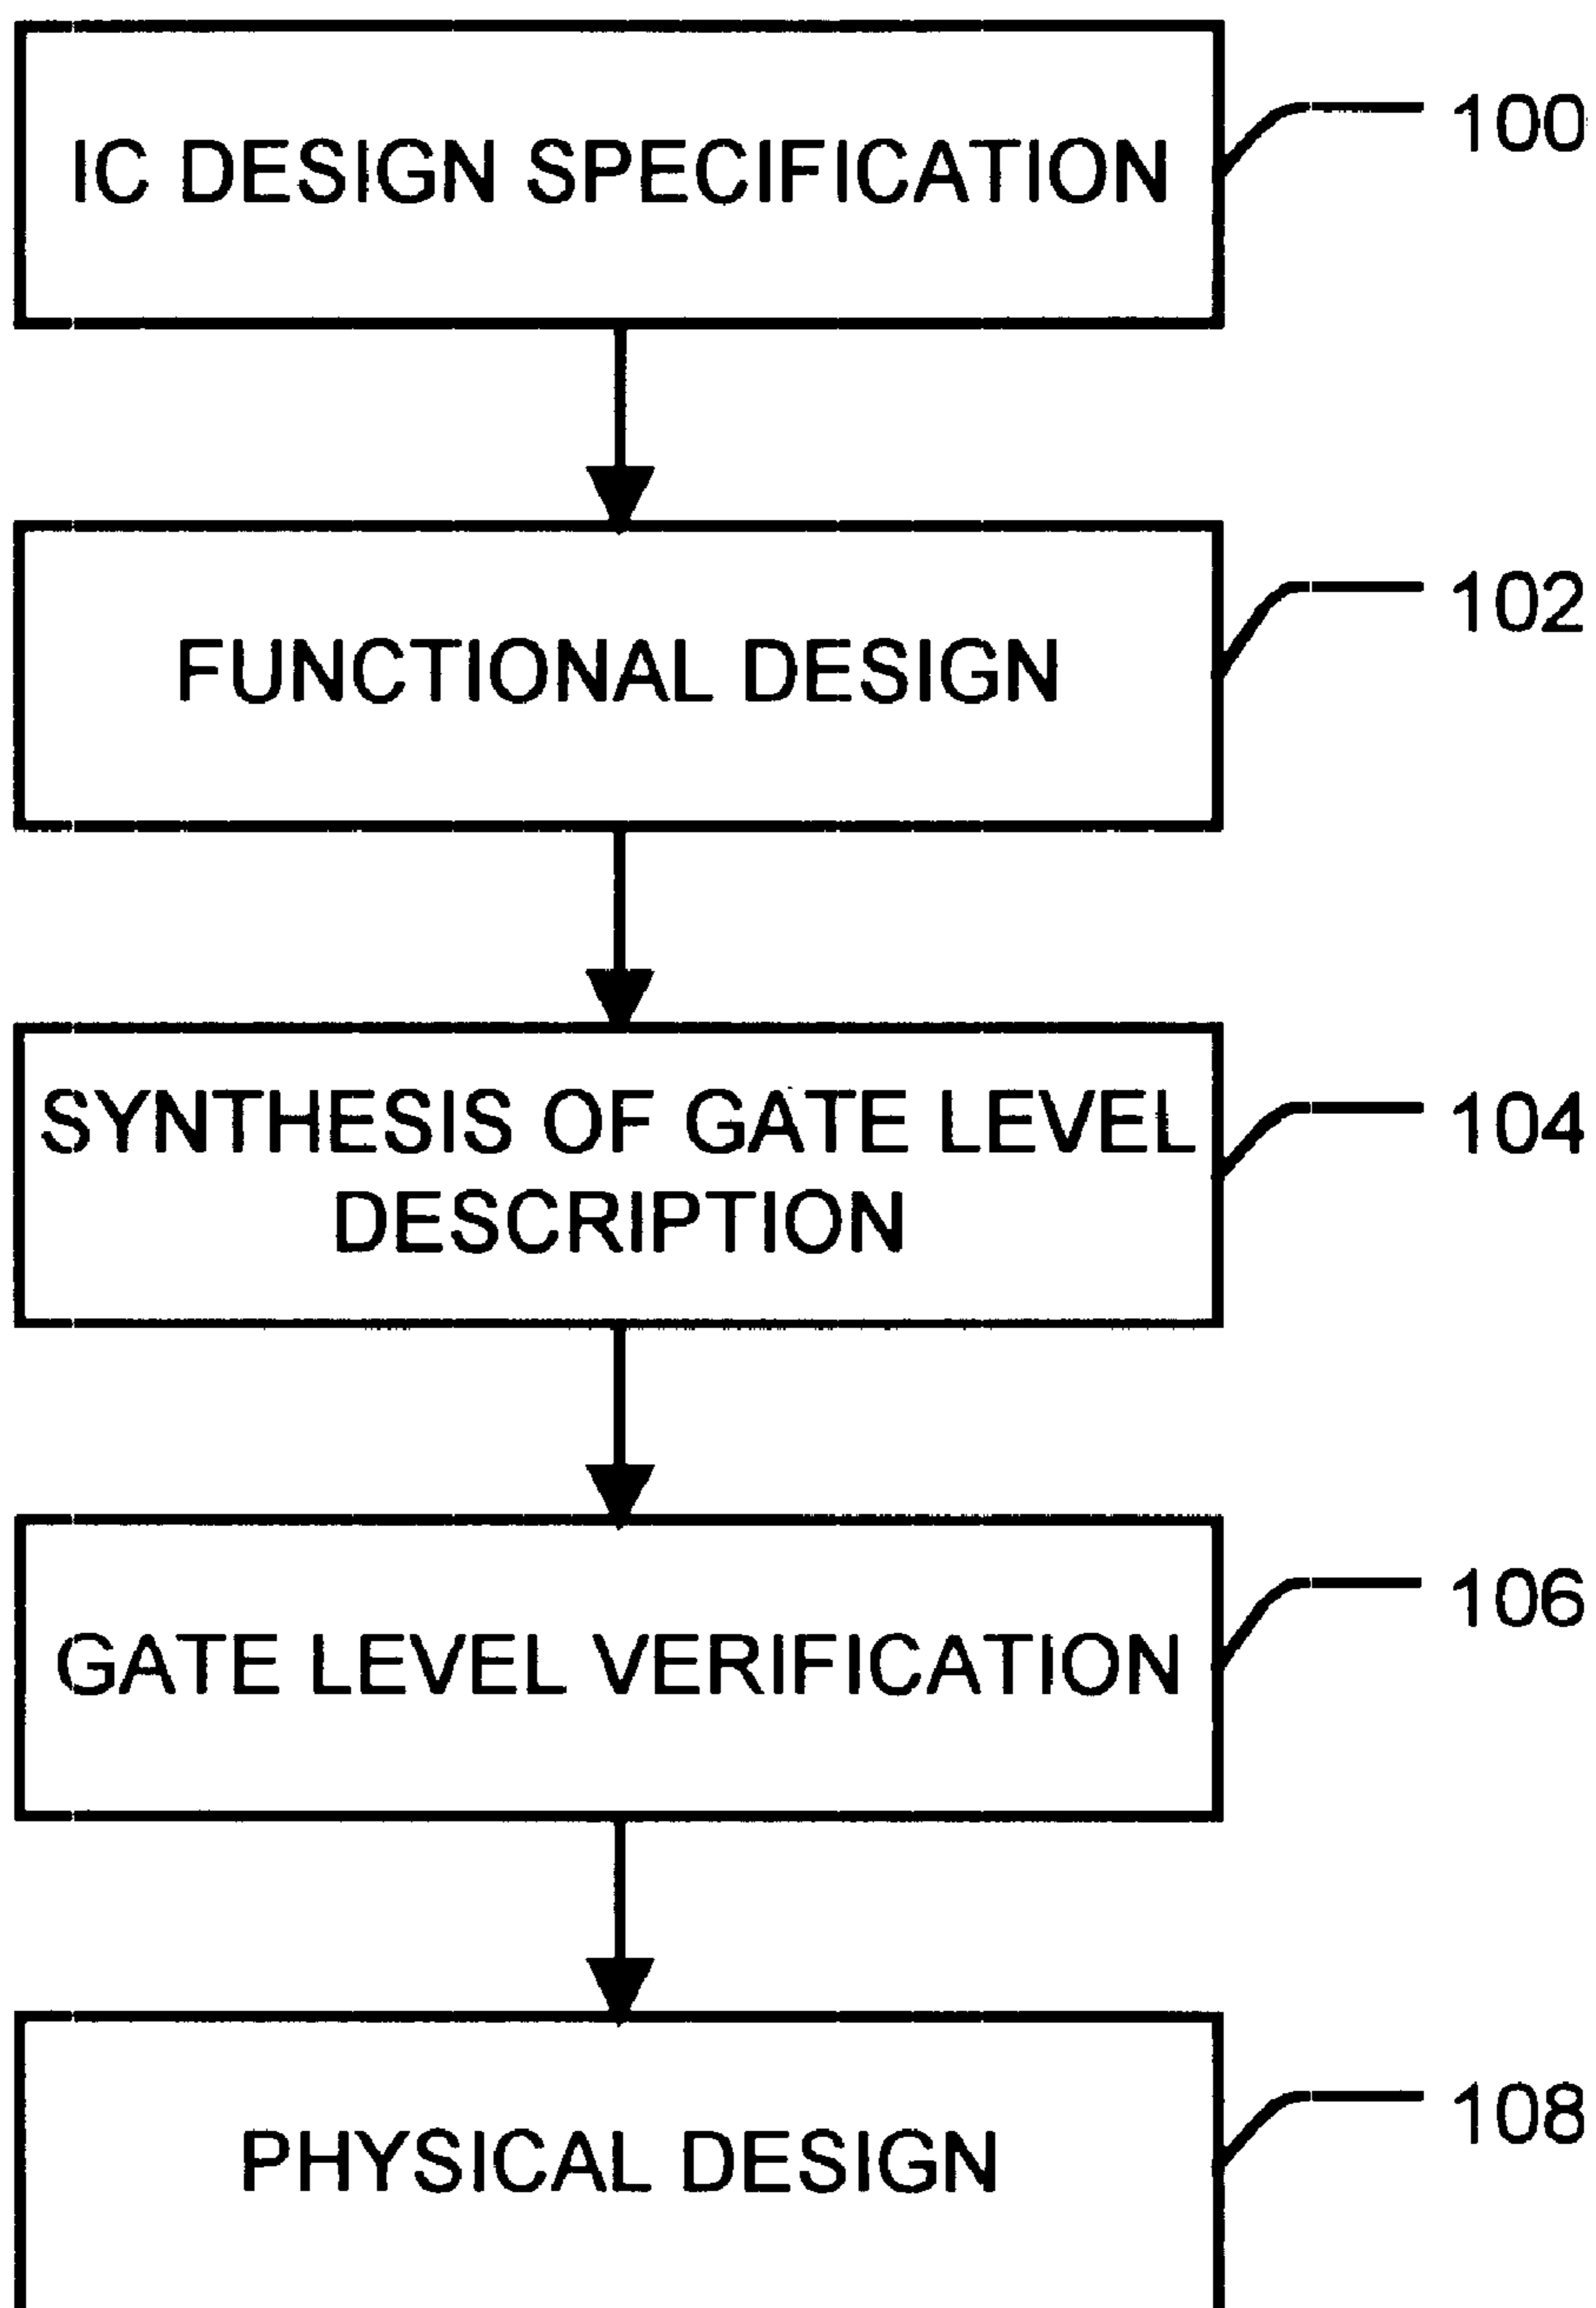 IC DESIGN SPECIFICATION
100
FUNCTIONAL DESIGN
102
SYNTHESIS OF GATE LEVEL
DESCRIPTION
104
GATE LEVEL VERIFICATION
106
PHYSICAL DESIGN
108